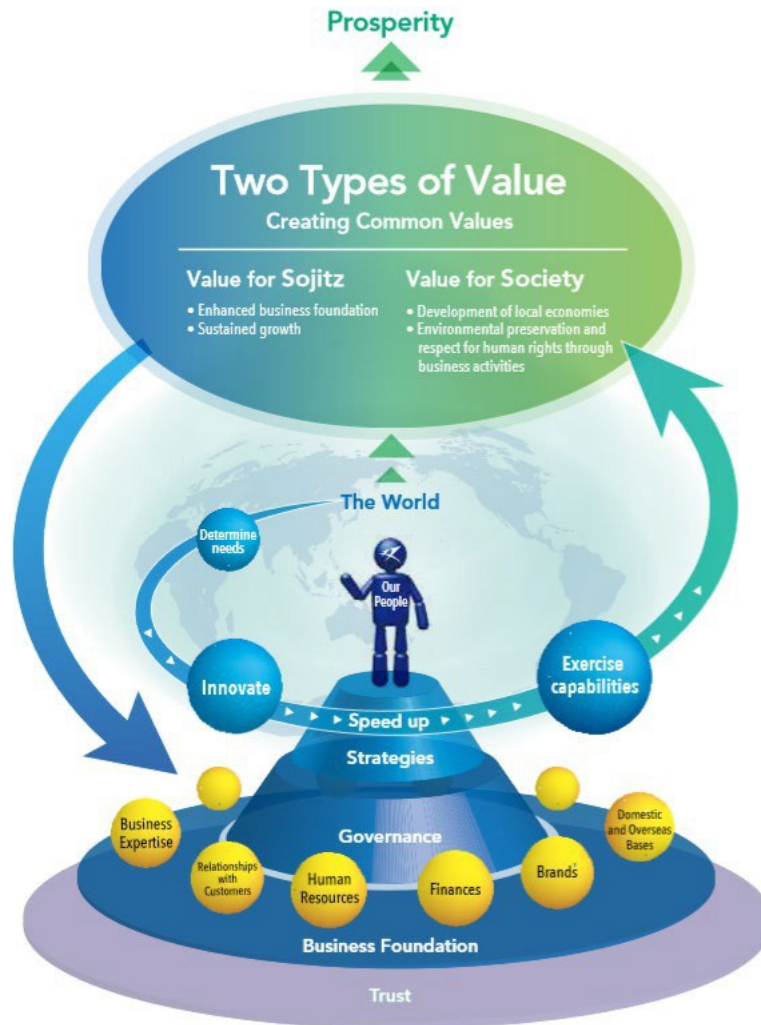 Prosperity
Two Types of Value
Creating Common Values
Value for Sojitz
• Enhanced business foundation
• Sustained growth
Value for Society
• Development of local economies
• Environmental preservation and
respect for human rights through
business activities
The World
Determine
needs
Our
People
Innovate
Exercise
capabilities
Speed up
Strategies
Governance
Business
Expertise
Relationships
with
Customers
Human
Resources
Finances
Brands
Domestic
and Overseas
Bases
Business Foundation
Trust